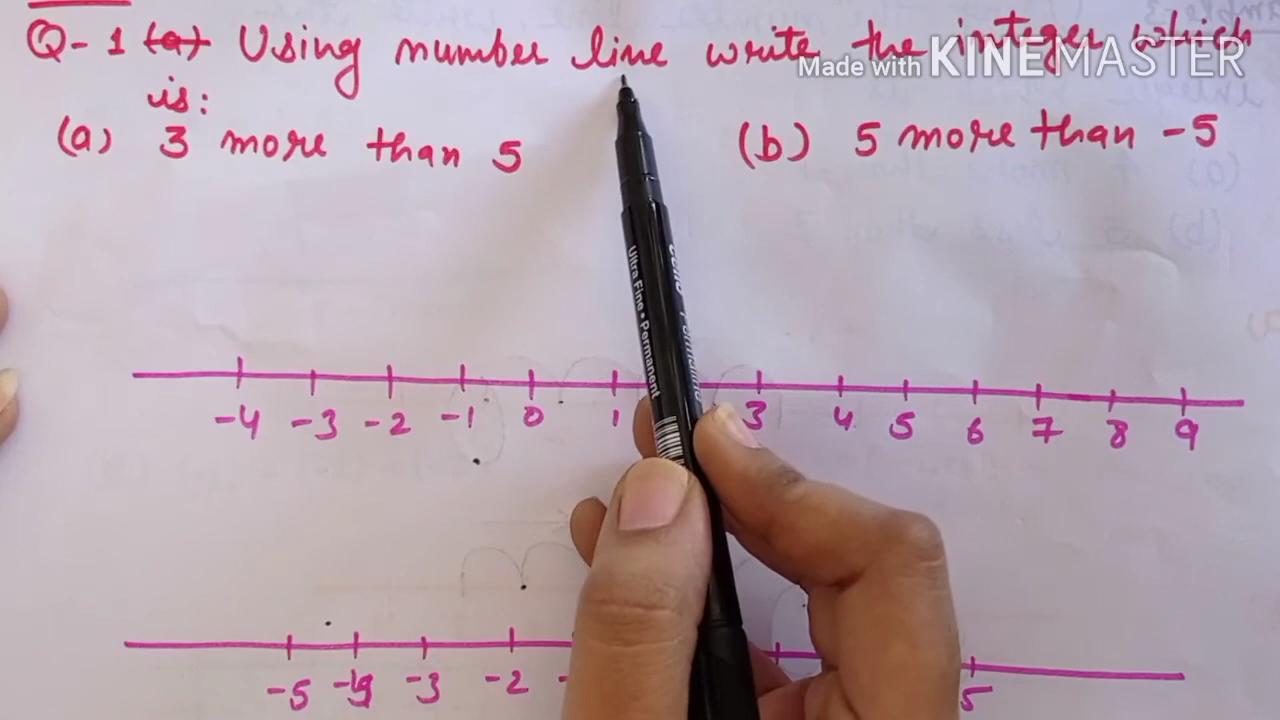 Q-1 (a) Using number line write the integer which
is:
Made with KINEMASTER
(a) 3 more than 5
(b) 5 more than -5
Ultra Fine • Permanent
-4 -3 -2 -1 0 1 3 4 5 6 7 8 9
-5 -4 -3 -2 5